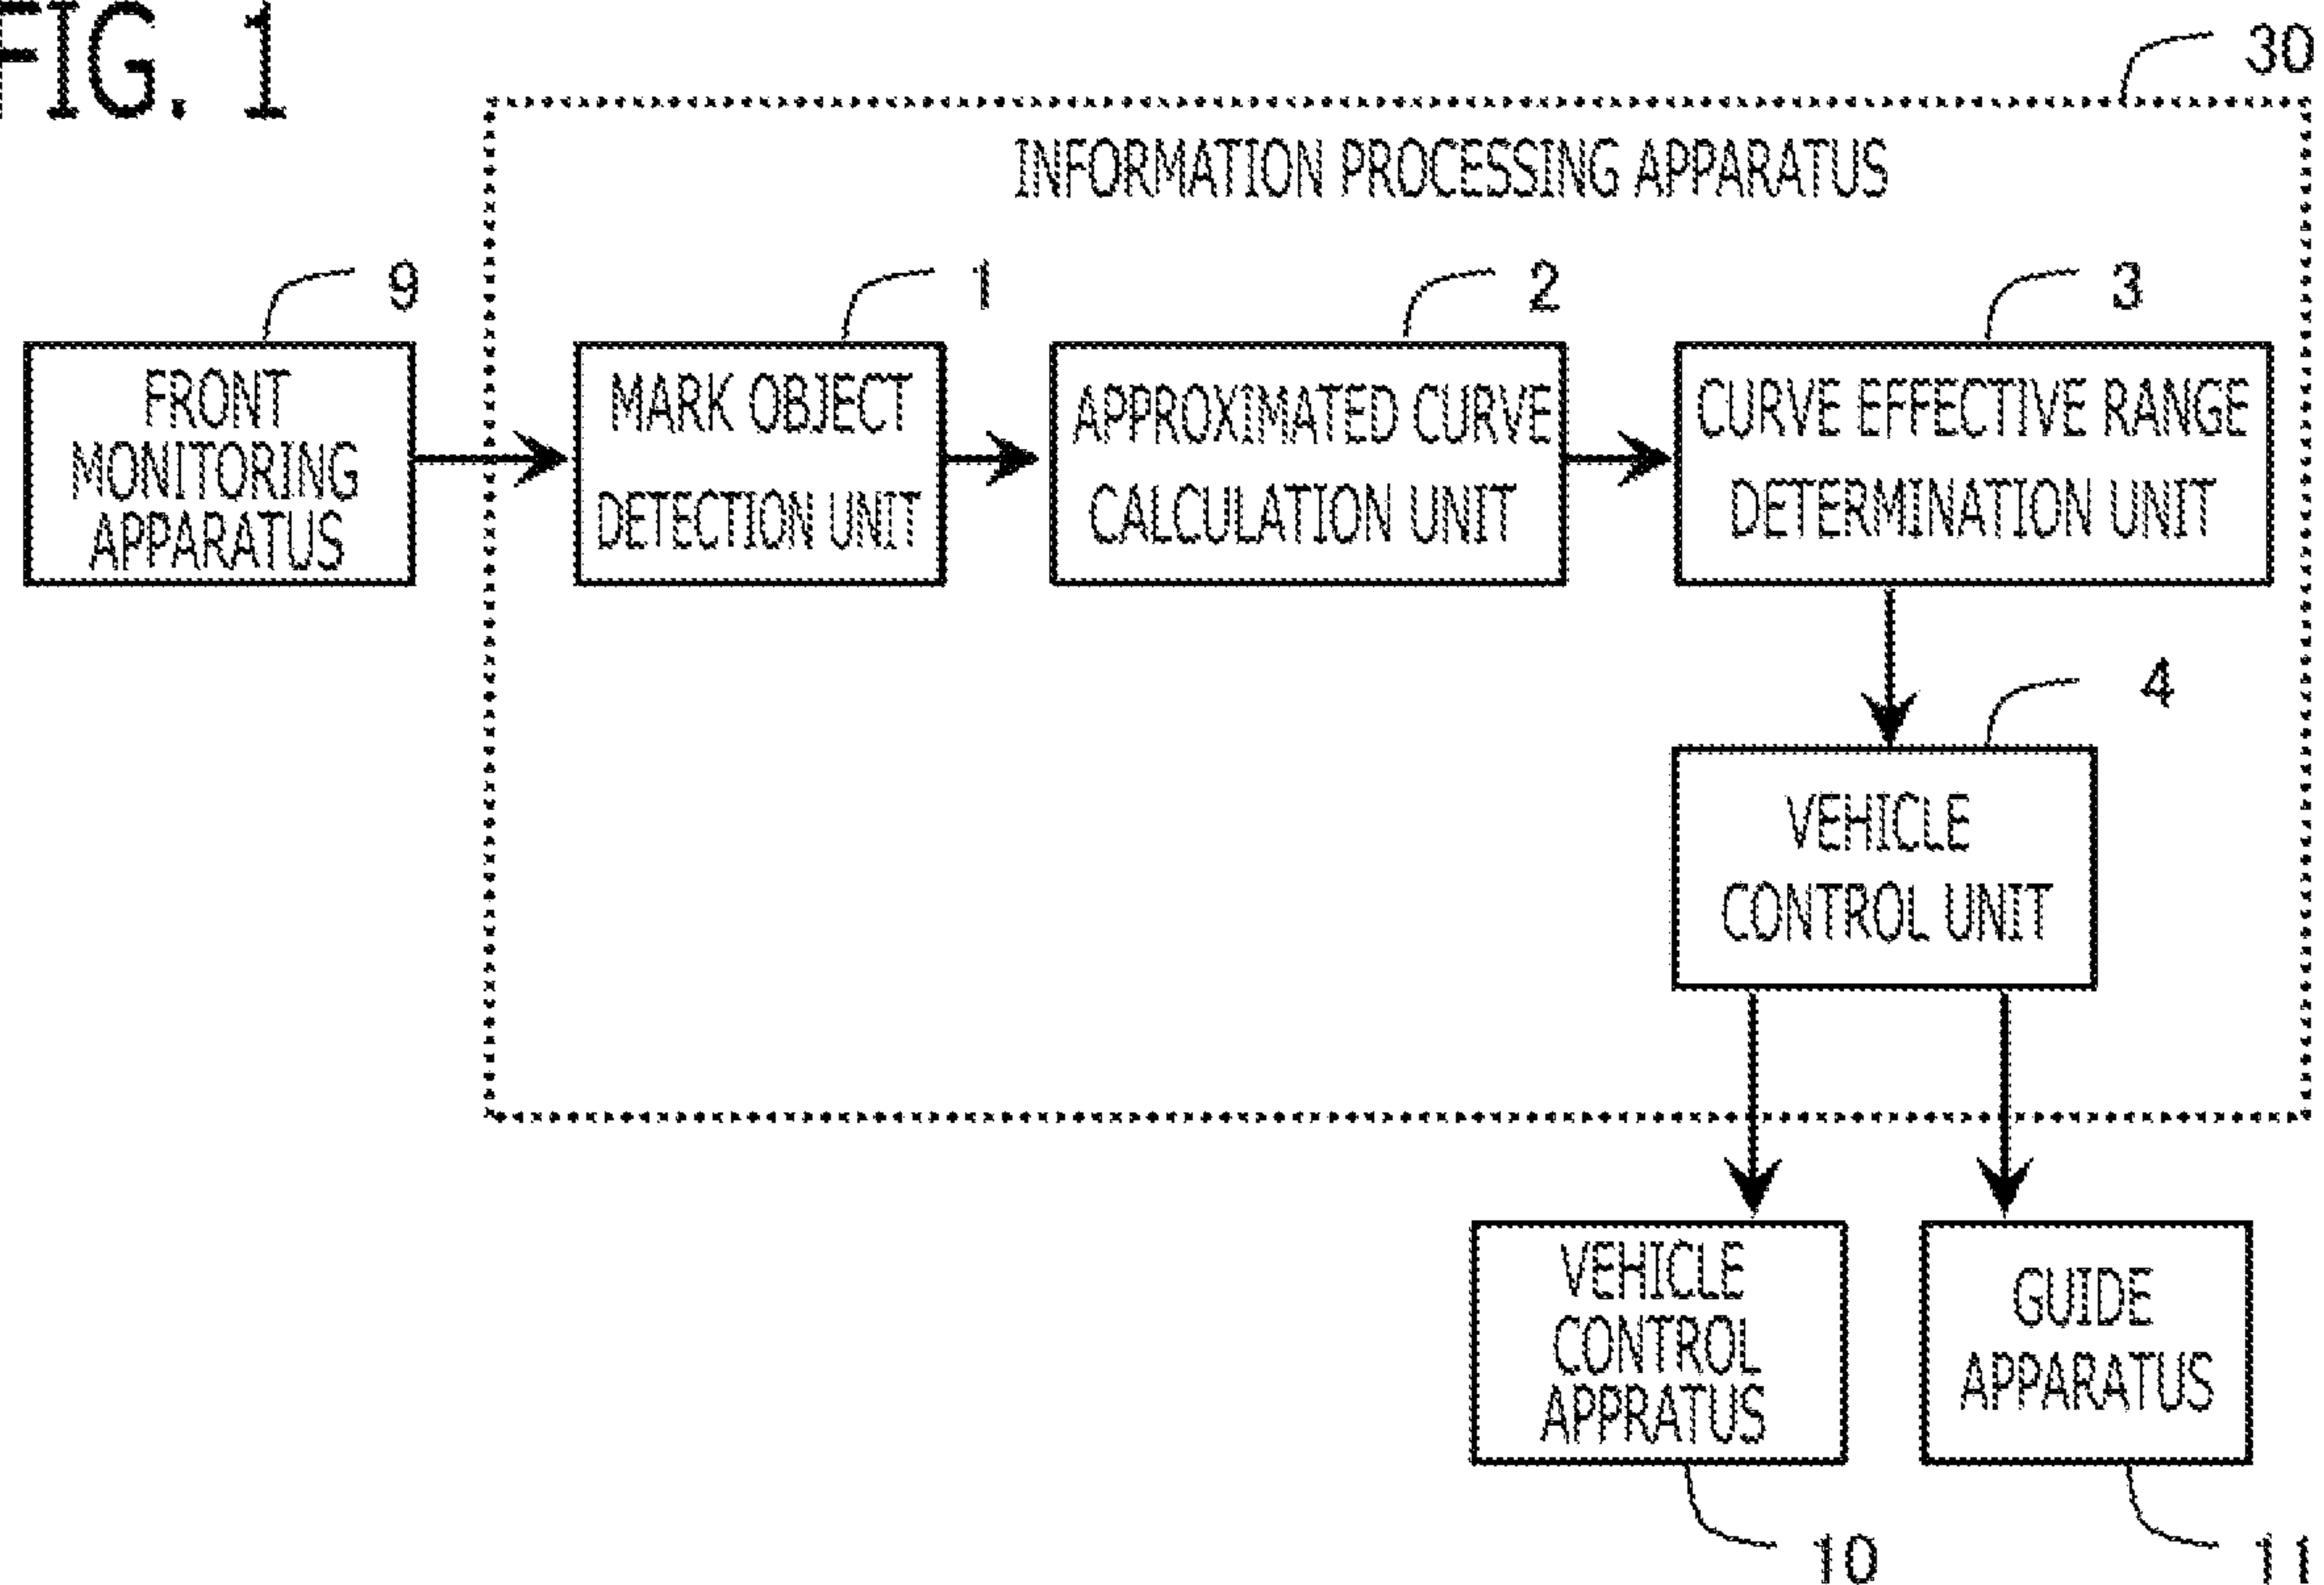 FIG. 1
30
INFORMATION PROCESSING APPARATUS
9
1
2
3
FRONT
MONITORING
APPARATUS
MARK OBJECT
DETECTION UNIT
APPROXIMATED CURVE
CALCULATION UNIT
CURVE EFFECTIVE RANGE
DETERMINATION UNIT
4
VEHICLE
CONTROL UNIT
VEHICLE
CONTROL
APPRATUS
GUIDE
APPARATUS
10
11